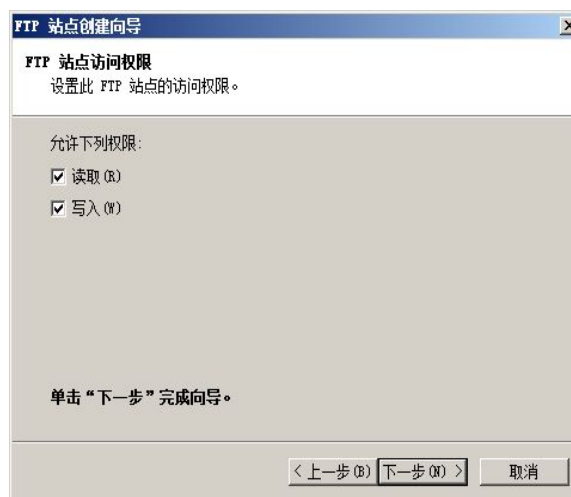 FTP 站点创建向导
FTP 站点访问权限
设置此 FTP 站点的访问权限。
允许下列权限:
读取(R)
写入(W)
单击“下一步”完成向导。
< 上一步(B) 下一步(N) > 取消